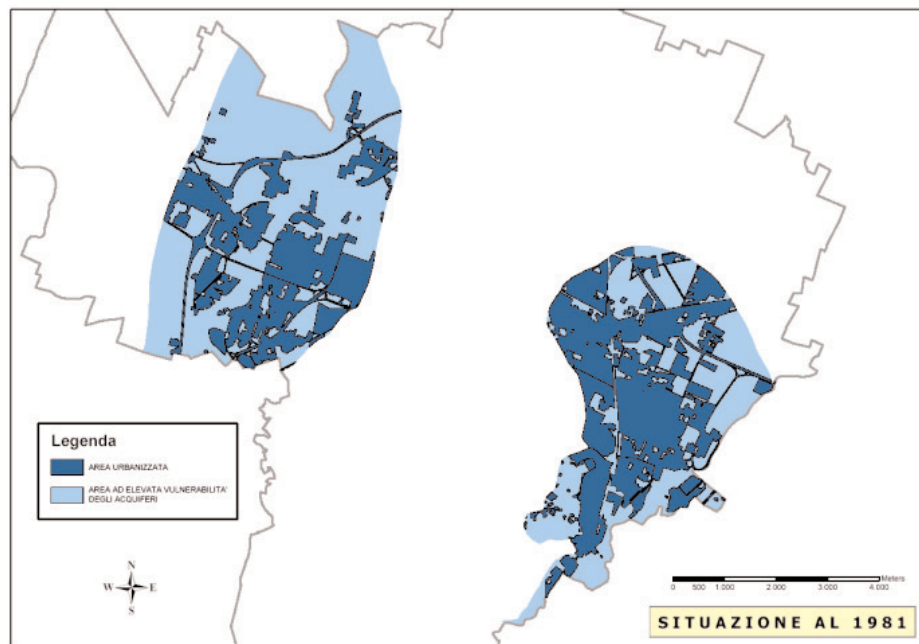 Legenda
AREA URBANIZZATA
AREA AD ELEVATA VULNERABILITA'
DEGLI ACQUIFERI
N
W E
S
Meters
0 500 1.000 2.000 3.000 4.000
SITUAZIONE AL 1981